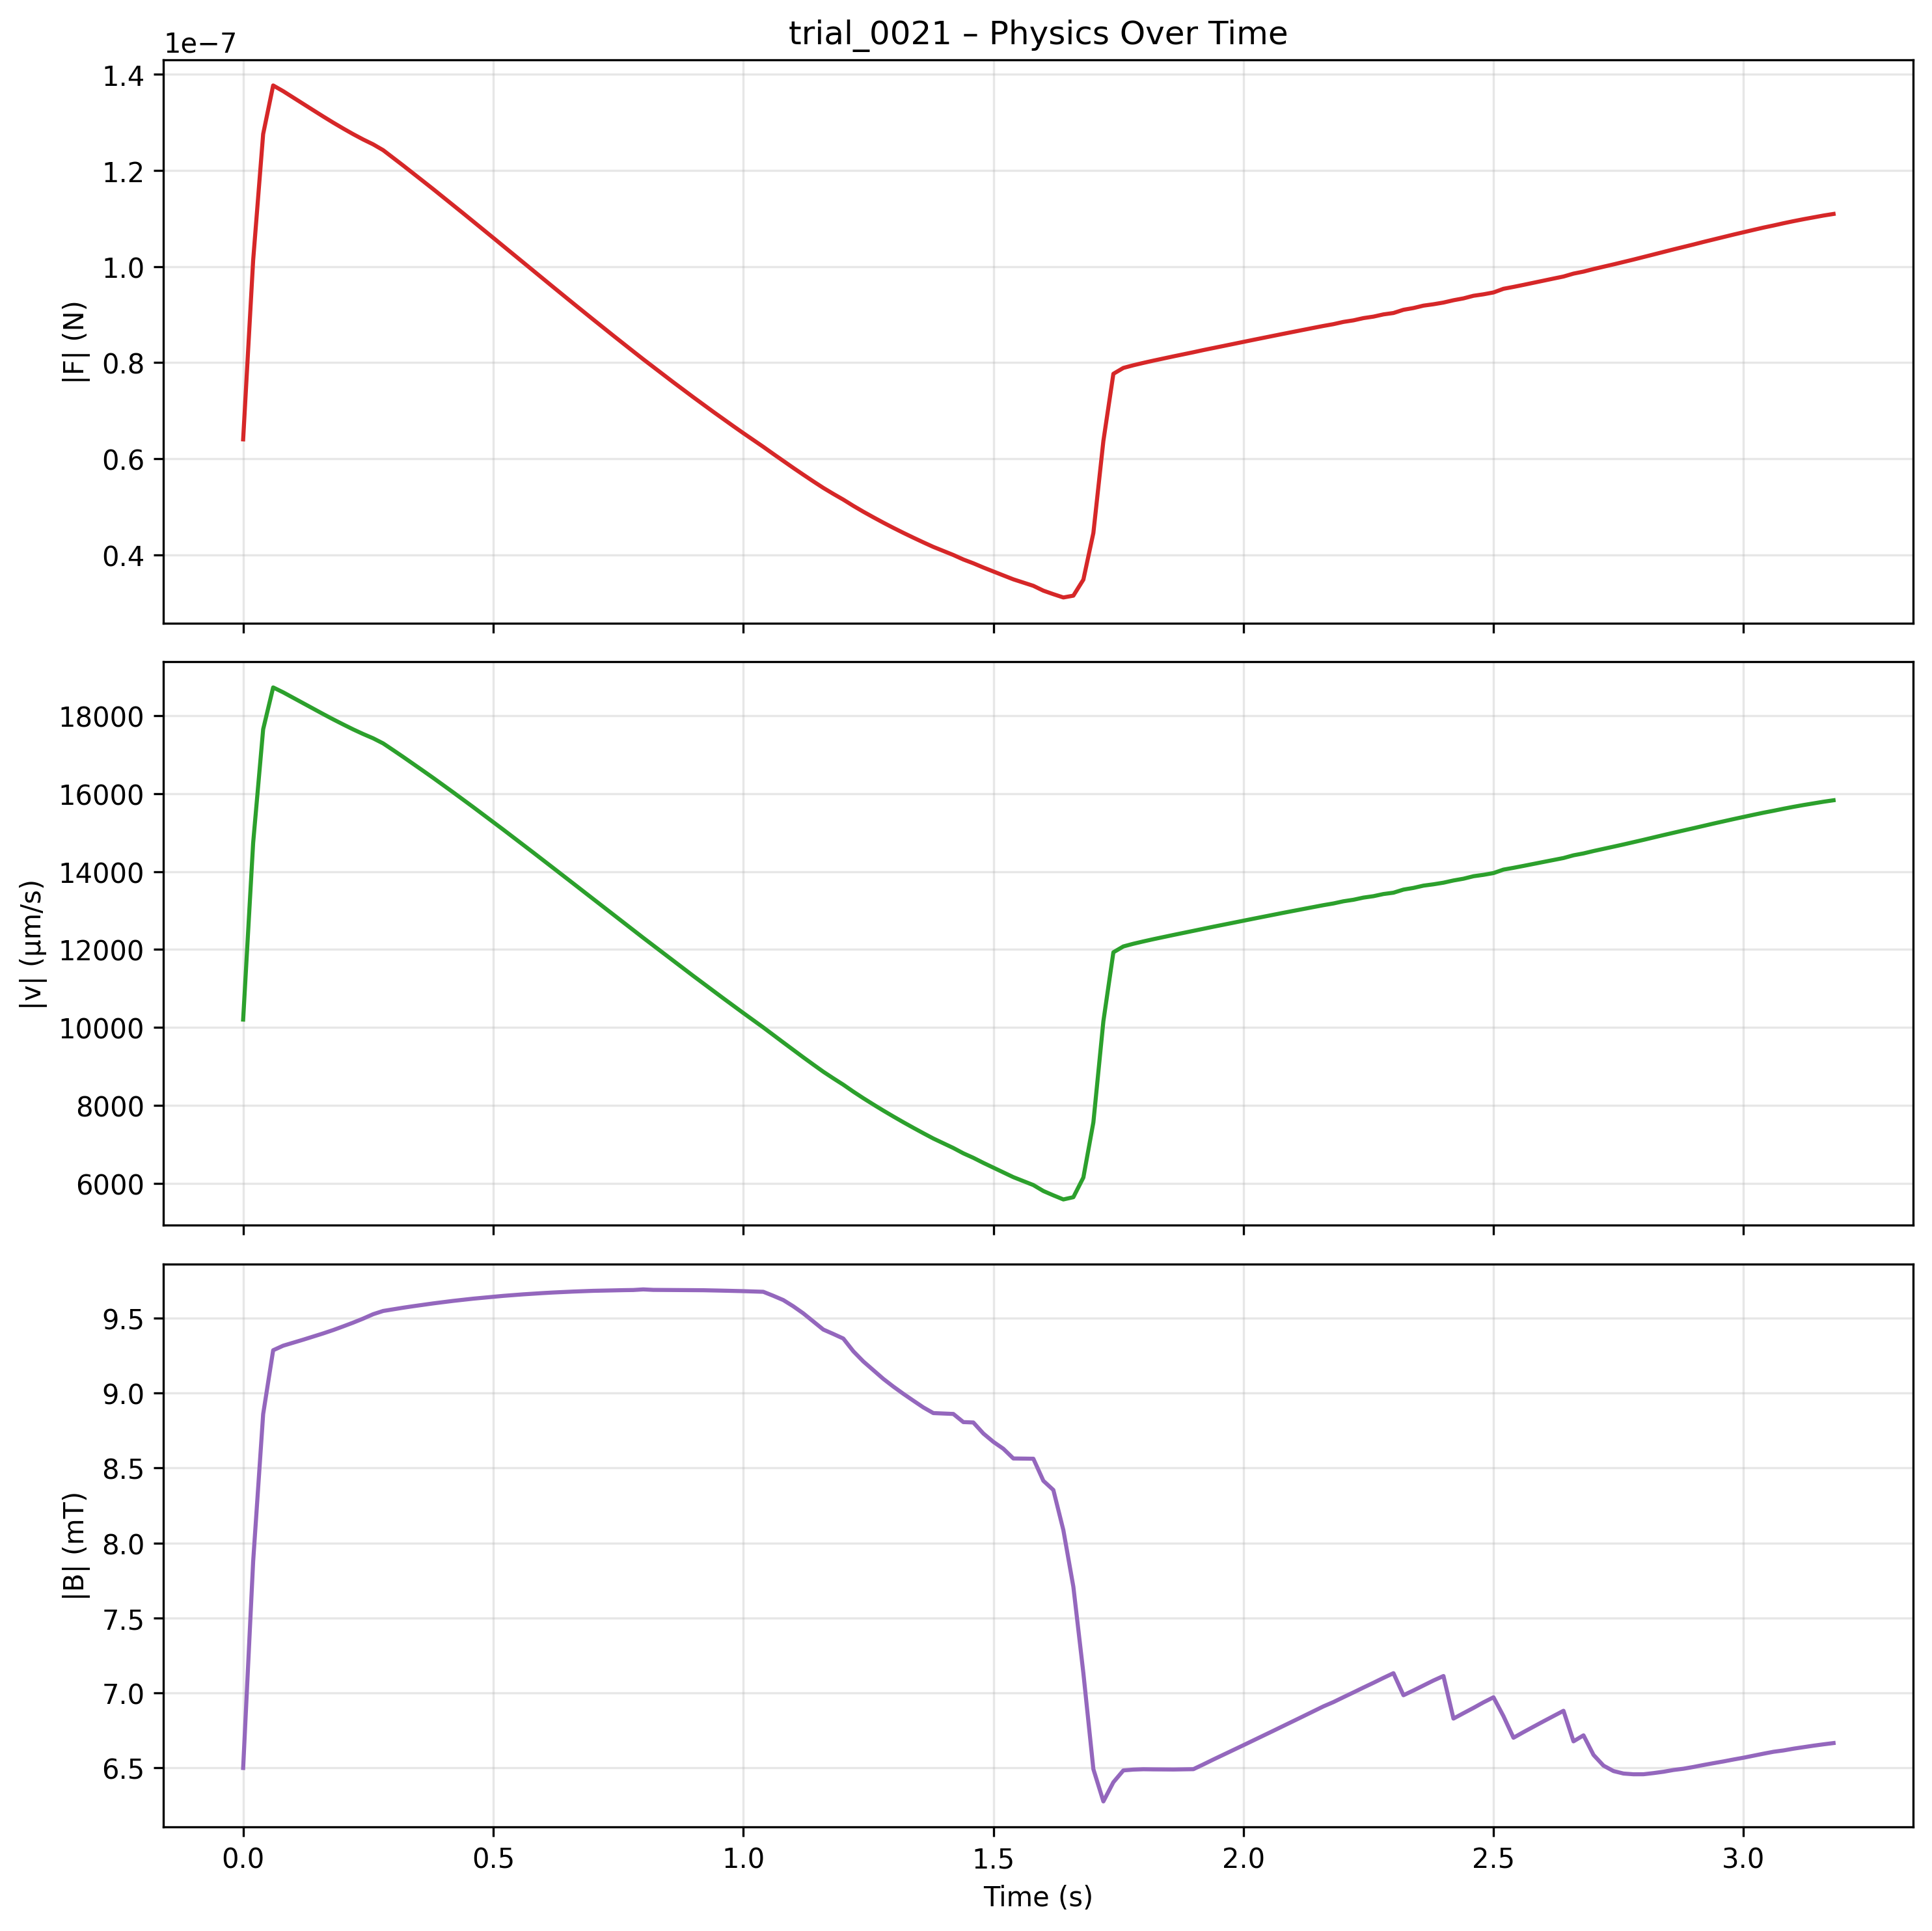 trial_0021 – Physics Over Time
1e−7
1.4
1.2
1.0
0.8
0.6
0.4
|F| (N)
18000
16000
14000
12000
10000
8000
6000
|v| (µm/s)
9.5
9.0
8.5
8.0
7.5
7.0
6.5
|B| (mT)
0.0 0.5 1.0 1.5 2.0 2.5 3.0
Time (s)